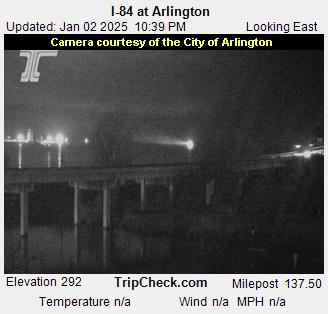 I-84 at Arlington
Updated: Jan 02 2025 10:39 PM Looking East
Camera courtesy of the City of Arlington
Elevation 292 TripCheck.com Milepost 137.50
Temperature n/a Wind n/a MPH n/a